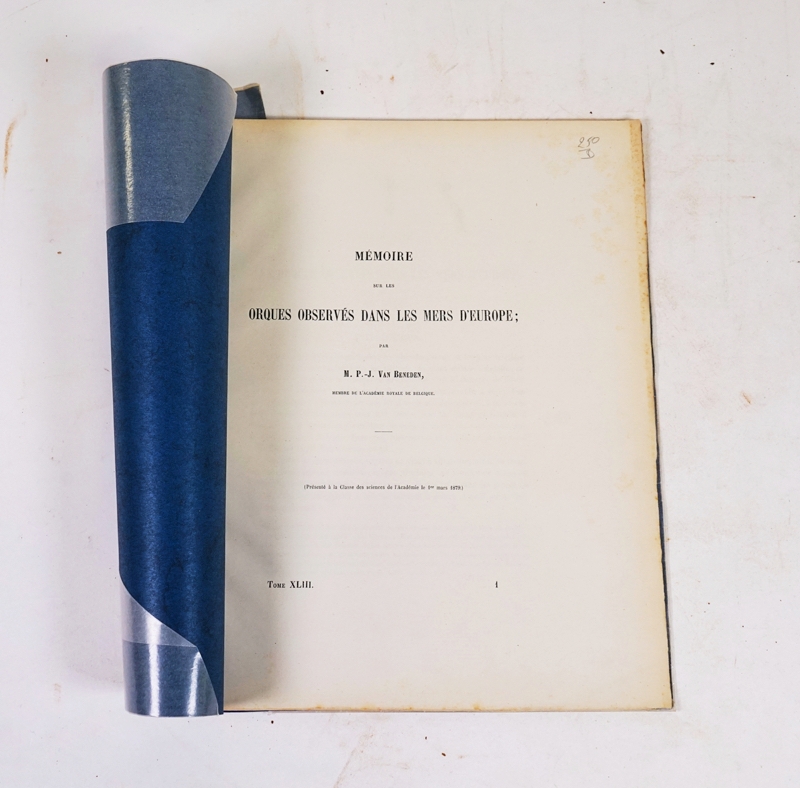 250
MÉMOIRE
SUR LES
ORQUES OBSERVÉS DANS LES MERS D'EUROPE;
PAR
M. P.-J. VAN BENEDEN,
MEMBRE DE L'ACADÉMIE ROYALE DE BELGIQUE.
(Présenté à la Classe des sciences de l'Académie le 1er mars 1879)
TOME XLIII. 1